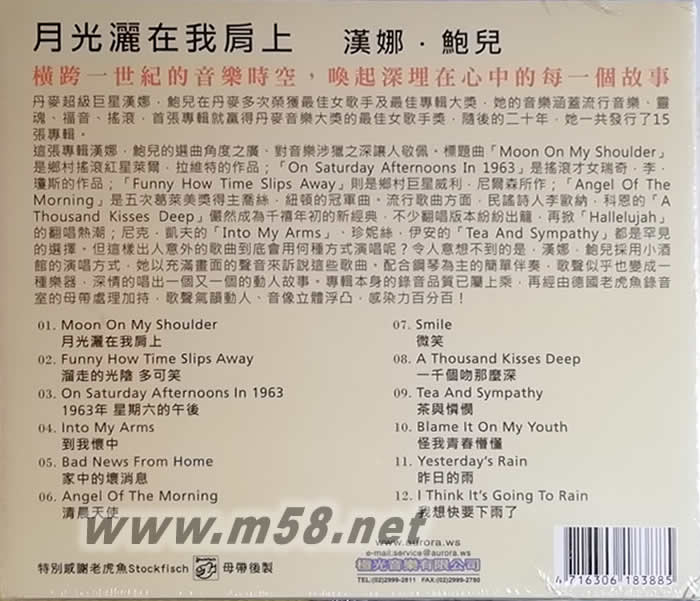 月光灑在我肩上 漢娜．鮑兒
橫跨一世紀的音樂時空，喚起深埋在心中的每一個故事
丹麥超級巨星漢娜．鮑兒在丹麥多次榮獲最佳女歌手及最佳專輯大獎，她的音樂涵蓋流行音樂、靈
魂、福音、搖滾，首張專輯就贏得丹麥音樂大獎的最佳女歌手大獎，隨後的二十年，她一共發行了15
張專輯。
這張專輯漢娜．鮑兒的選曲角度之廣、對音樂涉獵之深讓人敬佩。標題曲「Moon On My Shoulder」
是鄉村搖滾紅星萊爾．拉維特的作品；「On Saturday Afternoons In 1963」是搖滾才女瑞奇．李．
瓊斯的作品；「Funny How Time Slips Away」則是鄉村巨星威利．尼爾森所作；「Angel Of The
Morning」是五次葛萊美獎得主喬絲．紐頓的冠軍曲。流行歌曲方面，民謠詩人李歐納．科恩的「A
Thousand Kisses Deep」儼然成為千禧年初的新經典，不少翻唱版本紛紛出籠，再掀「Hallelujah」
的翻唱熱潮；尼克．凱夫的「Into My Arms」、珍妮絲．伊安的「Tea And Sympathy」都是罕見
的選擇。但這樣出人意外的歌曲到底會用何種方式演唱呢？令人意想不到的是，漢娜．鮑兒採用小酒
館的演唱方式，她以充滿畫面的聲音來訴說這些歌曲。配合鋼琴為主的簡單伴奏，歌聲似乎也變成一
種樂器，深情的唱出一個又一個的動人故事。專輯本身的錄音品質已屬上乘，再經由德國老虎魚錄音
室的母帶處理加持，歌聲氣韻動人、音像立體浮凸，感染力百分百！
01. Moon On My Shoulder
月光灑在我肩上
02. Funny How Time Slips Away
溜走的光陰 多可笑
03. On Saturday Afternoons In 1963
1963年 星期六的午後
04. Into My Arms
到我懷中
05. Bad News From Home
家中的壞消息
06. Angel Of The Morning
清晨天使
07. Smile
微笑
08. A Thousand Kisses Deep
一千個吻那麼深
09. Tea And Sympathy
茶與憐憫
10. Blame It On My Youth
怪我青春懵懂
11. Yesterday's Rain
昨日的雨
12. I Think It's Going To Rain
我想快要下雨了
www.m58.net
特別感謝老虎魚Stockfisch 母帶後製
www.aurora.ws
e-mail:service@aurora.ws
極光音樂有限公司
TEL:(02)2999-2811 FAX:(02)2999-2780
4 716306 183885